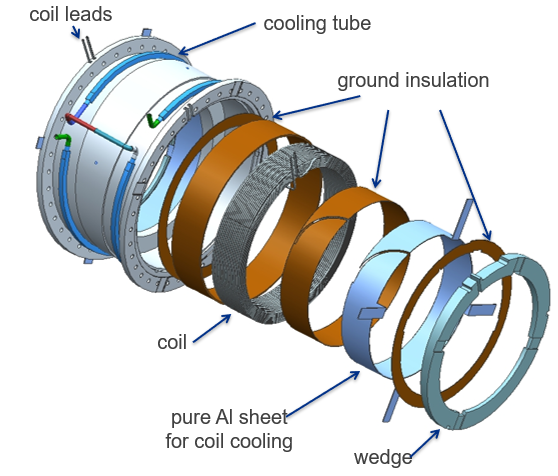 coil leads
cooling tube
ground insulation
coil
pure Al sheet
for coil cooling
wedge